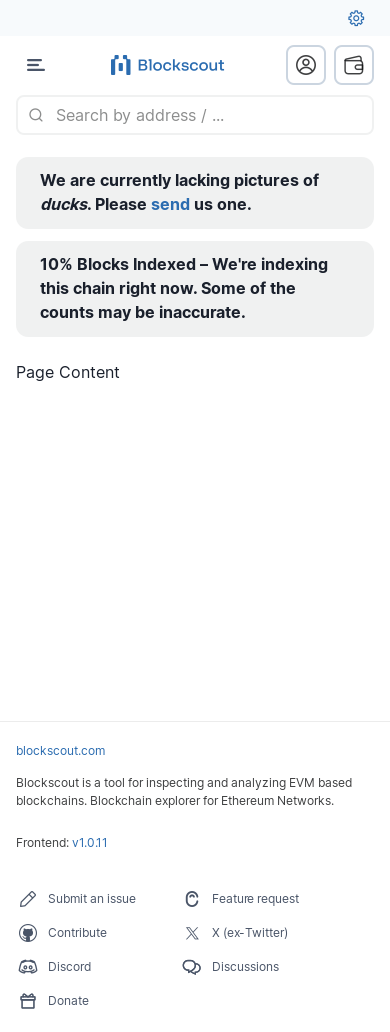 Blockscout
Search by address / ...
We are currently lacking pictures of
ducks. Please send us one.
10% Blocks Indexed – We're indexing
this chain right now. Some of the
counts may be inaccurate.
Page Content
blockscout.com
Blockscout is a tool for inspecting and analyzing EVM based
blockchains. Blockchain explorer for Ethereum Networks.
Frontend: v1.0.11
Submit an issue
Feature request
Contribute
X (ex-Twitter)
Discord
Discussions
Donate